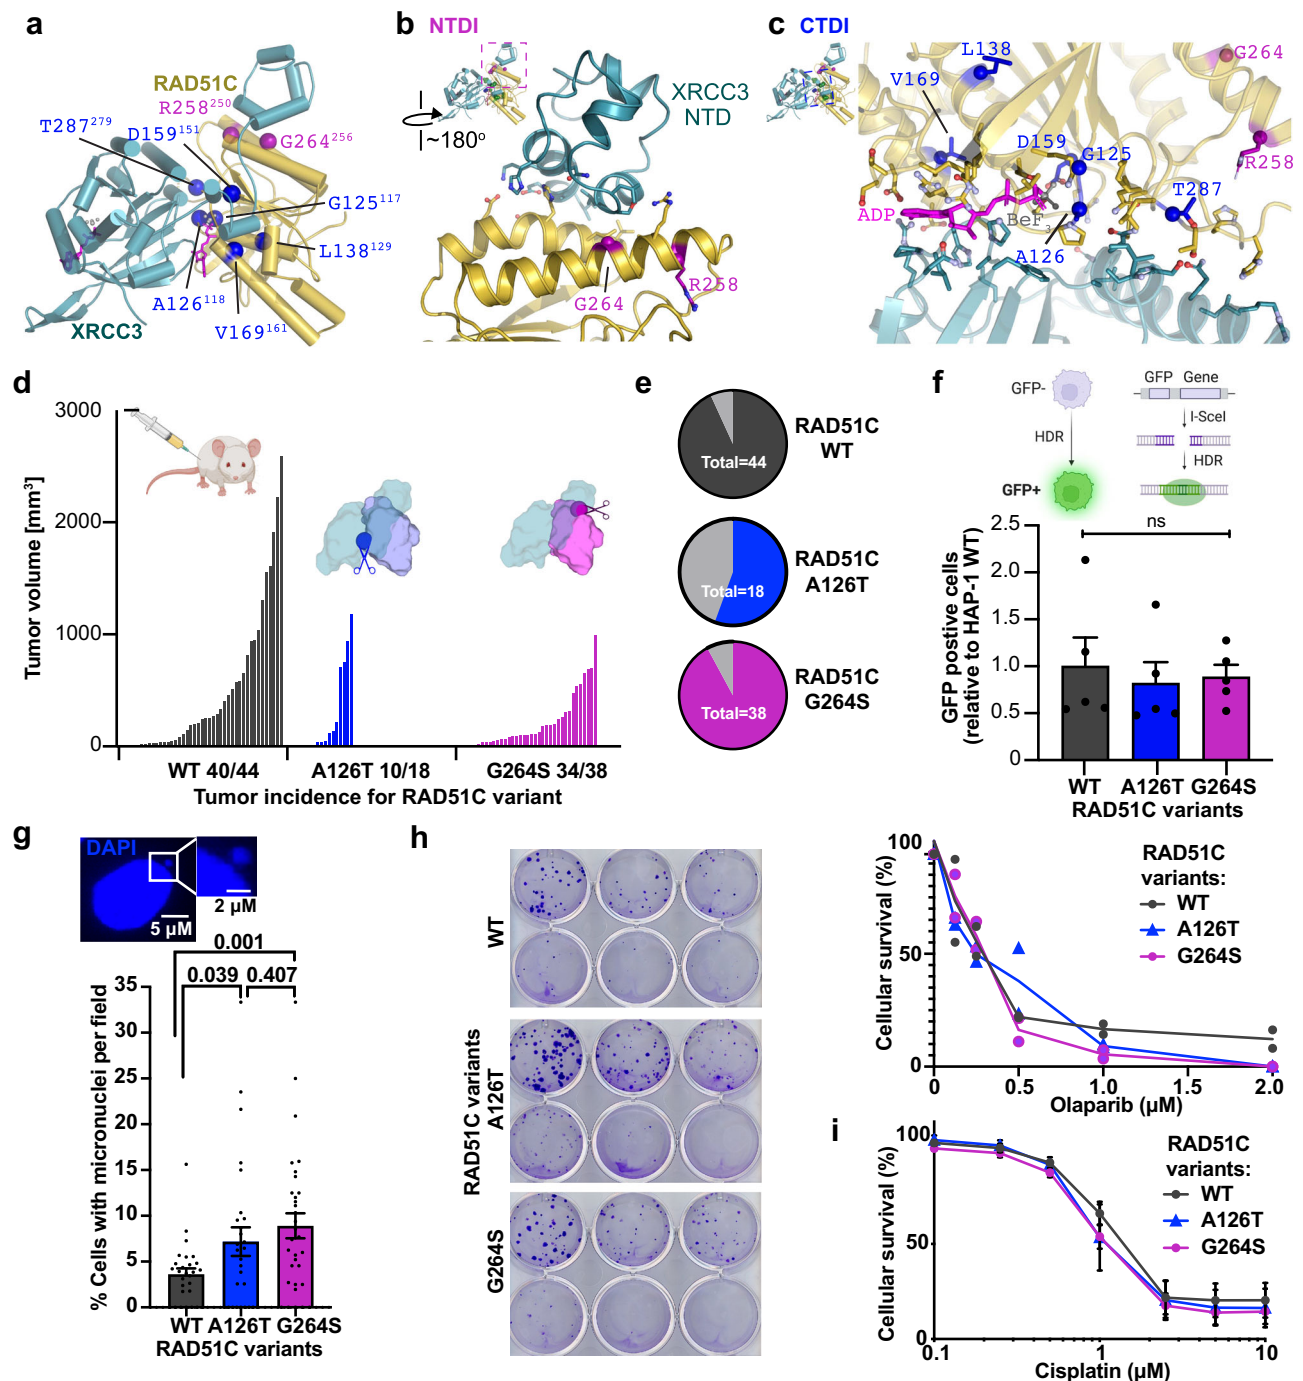 a
RAD51C
R258²⁵⁰
T287²⁷⁹
D159¹⁵¹
G264²⁵⁶
G125¹¹⁷
L138¹²⁹
A126¹¹⁸
V169¹⁶¹
XRCC3
b NTDI
~180º
XRCC3
NTD
G264
R258
c CTDI
L138
V169
G264
D159
G125
R258
T287
ADP
BeF₃
A126
d
Tumor volume [mm³]
3000
2000
1000
0
WT 40/44
A126T 10/18
G264S 34/38
Tumor incidence for RAD51C variant
e
Total=44
RAD51C
WT
Total=18
RAD51C
A126T
Total=38
RAD51C
G264S
f
GFP-
HDR
GFP+
GFP Gene
I-SceI
HDR
GFP postive cells
(relative to HAP-1 WT)
2.5
2.0
1.5
1.0
0.5
0
ns
WT A126T G264S
RAD51C variants
g
DAPI
5 µM
2 µM
0.001
0.039
0.407
% Cells with micronuclei per field
35
30
25
20
15
10
5
0
WT A126T G264S
RAD51C variants
h
RAD51C variants
WT
A126T
G264S
Cellular survival (%)
100
50
0
0 0.5 1.0 1.5 2.0
Olaparib (µM)
RAD51C
variants:
WT
A126T
G264S
i
Cellular survival (%)
100
50
0
0.1 1 10
Cisplatin (µM)
RAD51C
variants:
WT
A126T
G264S